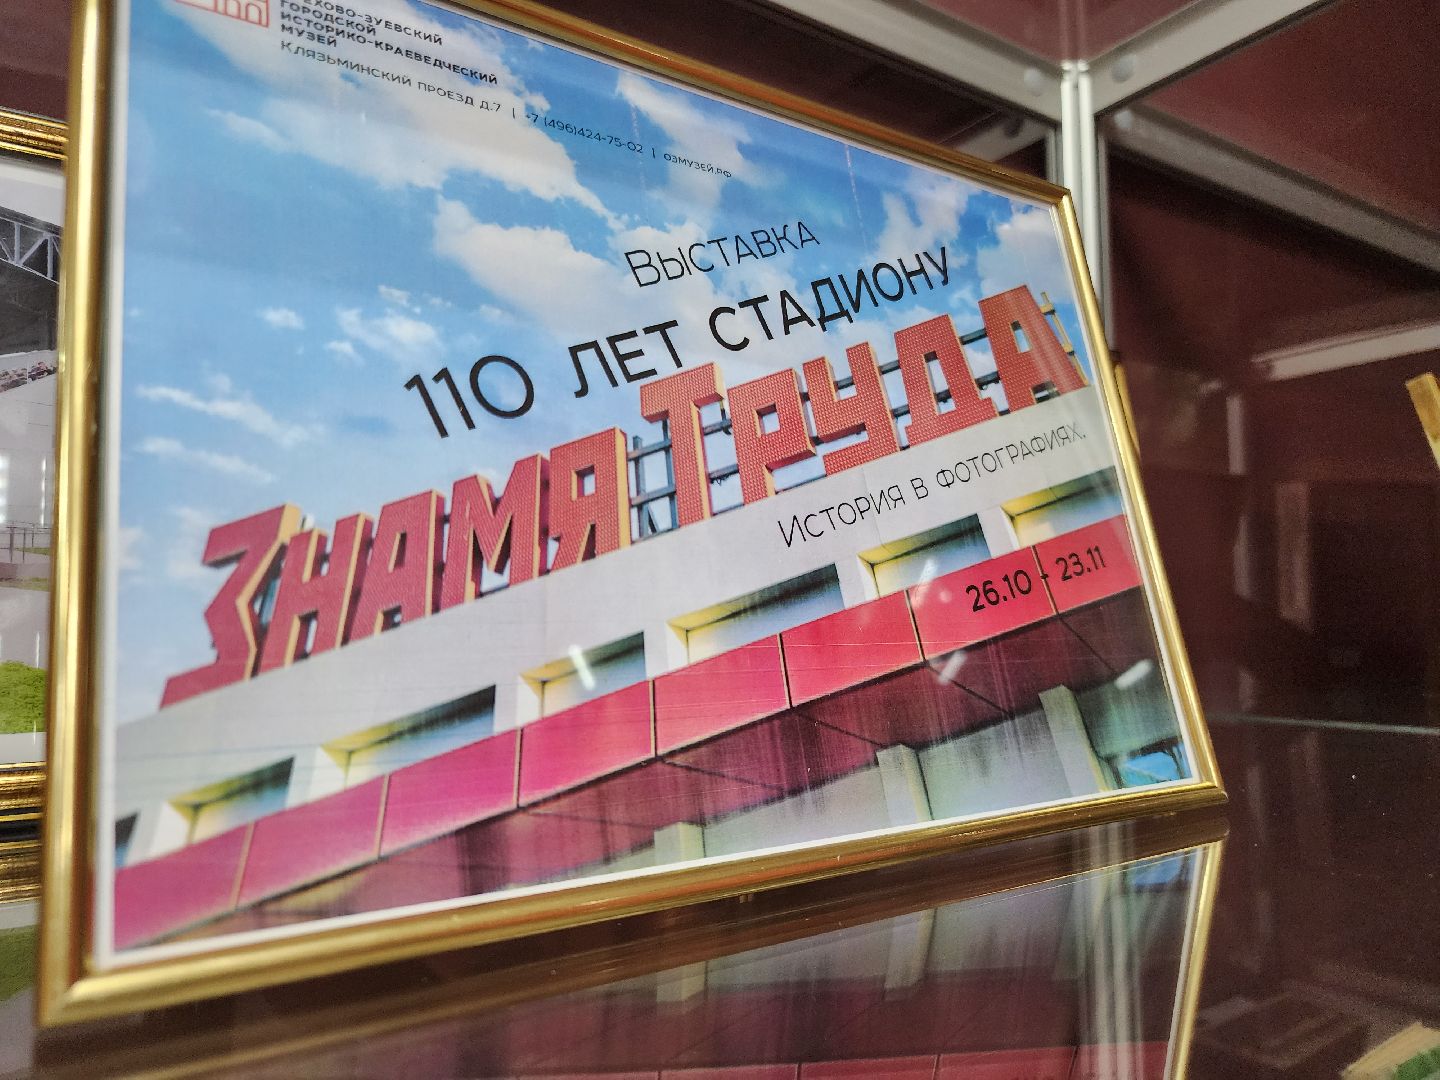 ГОРОДСКОЙ
ИСТОРИКО-КРАЕВЕДЧЕСКИЙ
МУЗЕЙ
КЛЯЗЬМИНСКИЙ ПРОЕЗД Д.7 | +7 (496)424-75-02 | ОЗМУЗЕЙ.РФ
ВЫСТАВКА
110 ЛЕТ СТАДИОНУ
ЗНАМЯ ТРУДА
ИСТОРИЯ В ФОТОГРАФИЯХ.
26.10 - 23.11